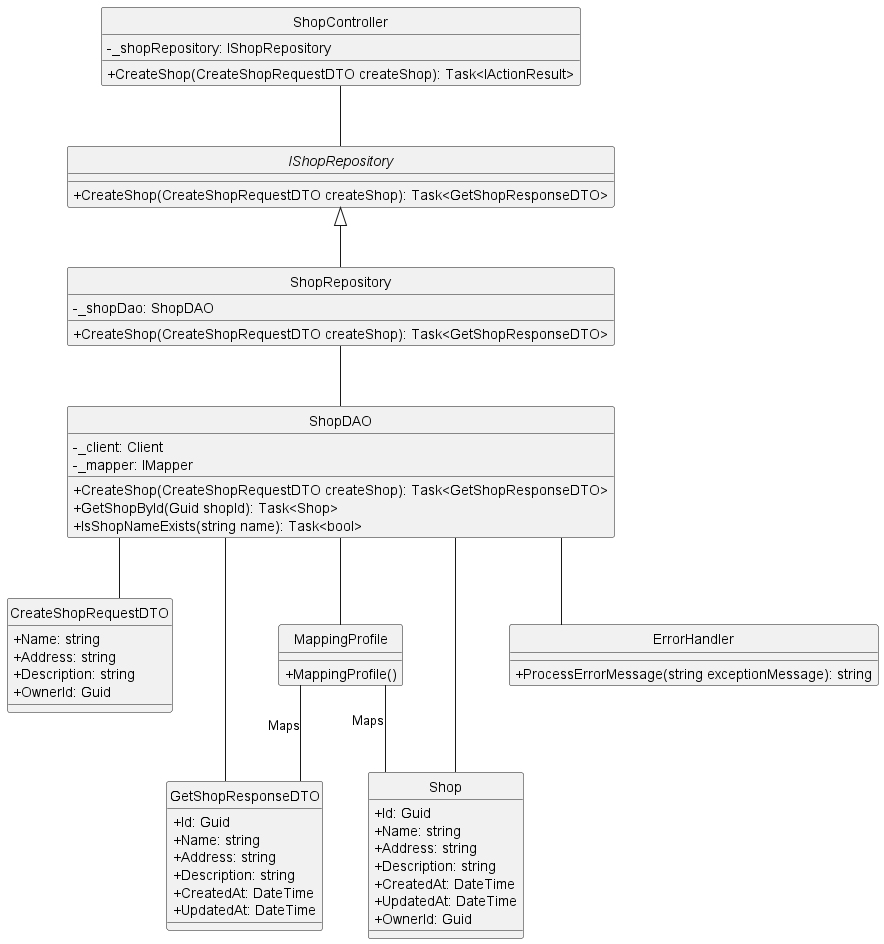 ShopController
-_shopRepository: IShopRepository
+CreateShop(CreateShopRequestDTO createShop): Task<IActionResult>
IShopRepository
+CreateShop(CreateShopRequestDTO createShop): Task<GetShopResponseDTO>
ShopRepository
-_shopDao: ShopDAO
+CreateShop(CreateShopRequestDTO createShop): Task<GetShopResponseDTO>
ShopDAO
-_client: Client
-_mapper: IMapper
+CreateShop(CreateShopRequestDTO createShop): Task<GetShopResponseDTO>
+GetShopById(Guid shopId): Task<Shop>
+IsShopNameExists(string name): Task<bool>
CreateShopRequestDTO
+Name: string
+Address: string
+Description: string
+OwnerId: Guid
MappingProfile
+MappingProfile()
ErrorHandler
+ProcessErrorMessage(string exceptionMessage): string
Maps
Maps
GetShopResponseDTO
+Id: Guid
+Name: string
+Address: string
+Description: string
+CreatedAt: DateTime
+UpdatedAt: DateTime
Shop
+Id: Guid
+Name: string
+Address: string
+Description: string
+CreatedAt: DateTime
+UpdatedAt: DateTime
+OwnerId: Guid